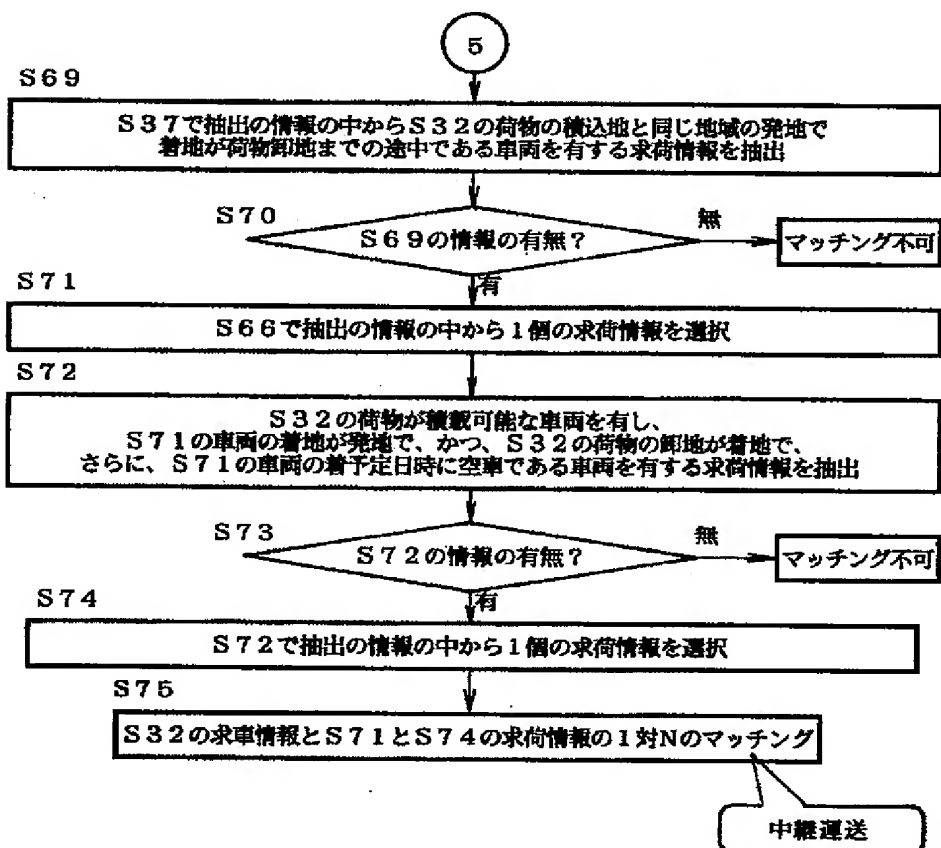 5
S69
S37で抽出の情報の中からS32の荷物の積込地と同じ地域の発地で
着地が荷物卸地までの途中である車両を有する求荷情報を抽出
S70
S69の情報の有無?
無
マッチング不可
有
S71
S66で抽出の情報の中から1個の求荷情報を選択
S72
S32の荷物が積載可能な車両を有し、
S71の車両の着地が発地で、かつ、S32の荷物の卸地が着地で、
さらに、S71の車両の着予定日時に空車である車両を有する求荷情報を抽出
S73
S72の情報の有無?
無
マッチング不可
有
S74
S72で抽出の情報の中から1個の求荷情報を選択
S75
S32の求車情報とS71とS74の求荷情報の1対Nのマッチング
中継運送